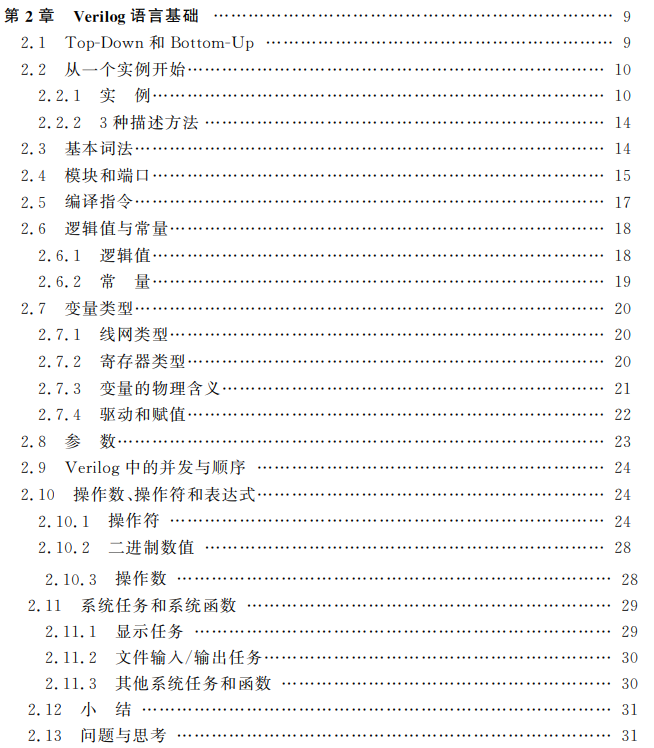 第 2 章 Verilog 语言基础 …………………………………………………………… 9
2.1 Top-Down 和 Bottom-Up …………………………………………………… 9
2.2 从一个实例开始……………………………………………………………… 10
2.2.1 实 例…………………………………………………………………… 10
2.2.2 3 种描述方法 …………………………………………………………… 14
2.3 基本词法……………………………………………………………………… 14
2.4 模块和端口…………………………………………………………………… 15
2.5 编译指令……………………………………………………………………… 17
2.6 逻辑值与常量………………………………………………………………… 18
2.6.1 逻辑值…………………………………………………………………… 18
2.6.2 常 量…………………………………………………………………… 19
2.7 变量类型……………………………………………………………………… 20
2.7.1 线网类型………………………………………………………………… 20
2.7.2 寄存器类型……………………………………………………………… 20
2.7.3 变量的物理含义………………………………………………………… 21
2.7.4 驱动和赋值……………………………………………………………… 22
2.8 参 数………………………………………………………………………… 23
2.9 Verilog 中的并发与顺序 …………………………………………………… 24
2.10 操作数、操作符和表达式…………………………………………………… 24
2.10.1 操作符 ………………………………………………………………… 24
2.10.2 二进制数值 …………………………………………………………… 28
2.10.3 操作数 ………………………………………………………………… 28
2.11 系统任务和系统函数 ……………………………………………………… 29
2.11.1 显示任务 ……………………………………………………………… 29
2.11.2 文件输入/输出任务…………………………………………………… 30
2.11.3 其他系统任务和函数 ………………………………………………… 30
2.12 小 结 ……………………………………………………………………… 31
2.13 问题与思考 ………………………………………………………………… 31